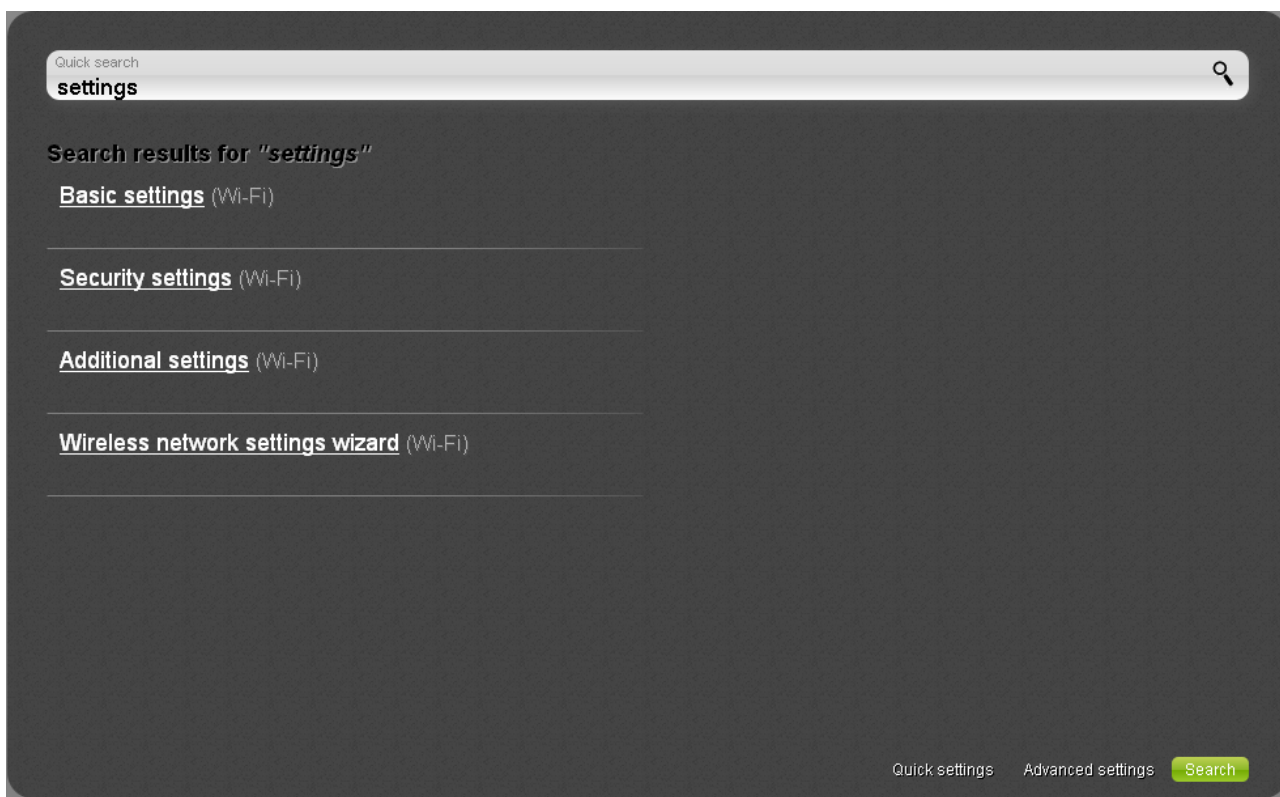 Quick search
settings
Search results for "settings"
Basic settings (Wi-Fi)
Security settings (Wi-Fi)
Additional settings (Wi-Fi)
Wireless network settings wizard (Wi-Fi)
Quick settings Advanced settings Search